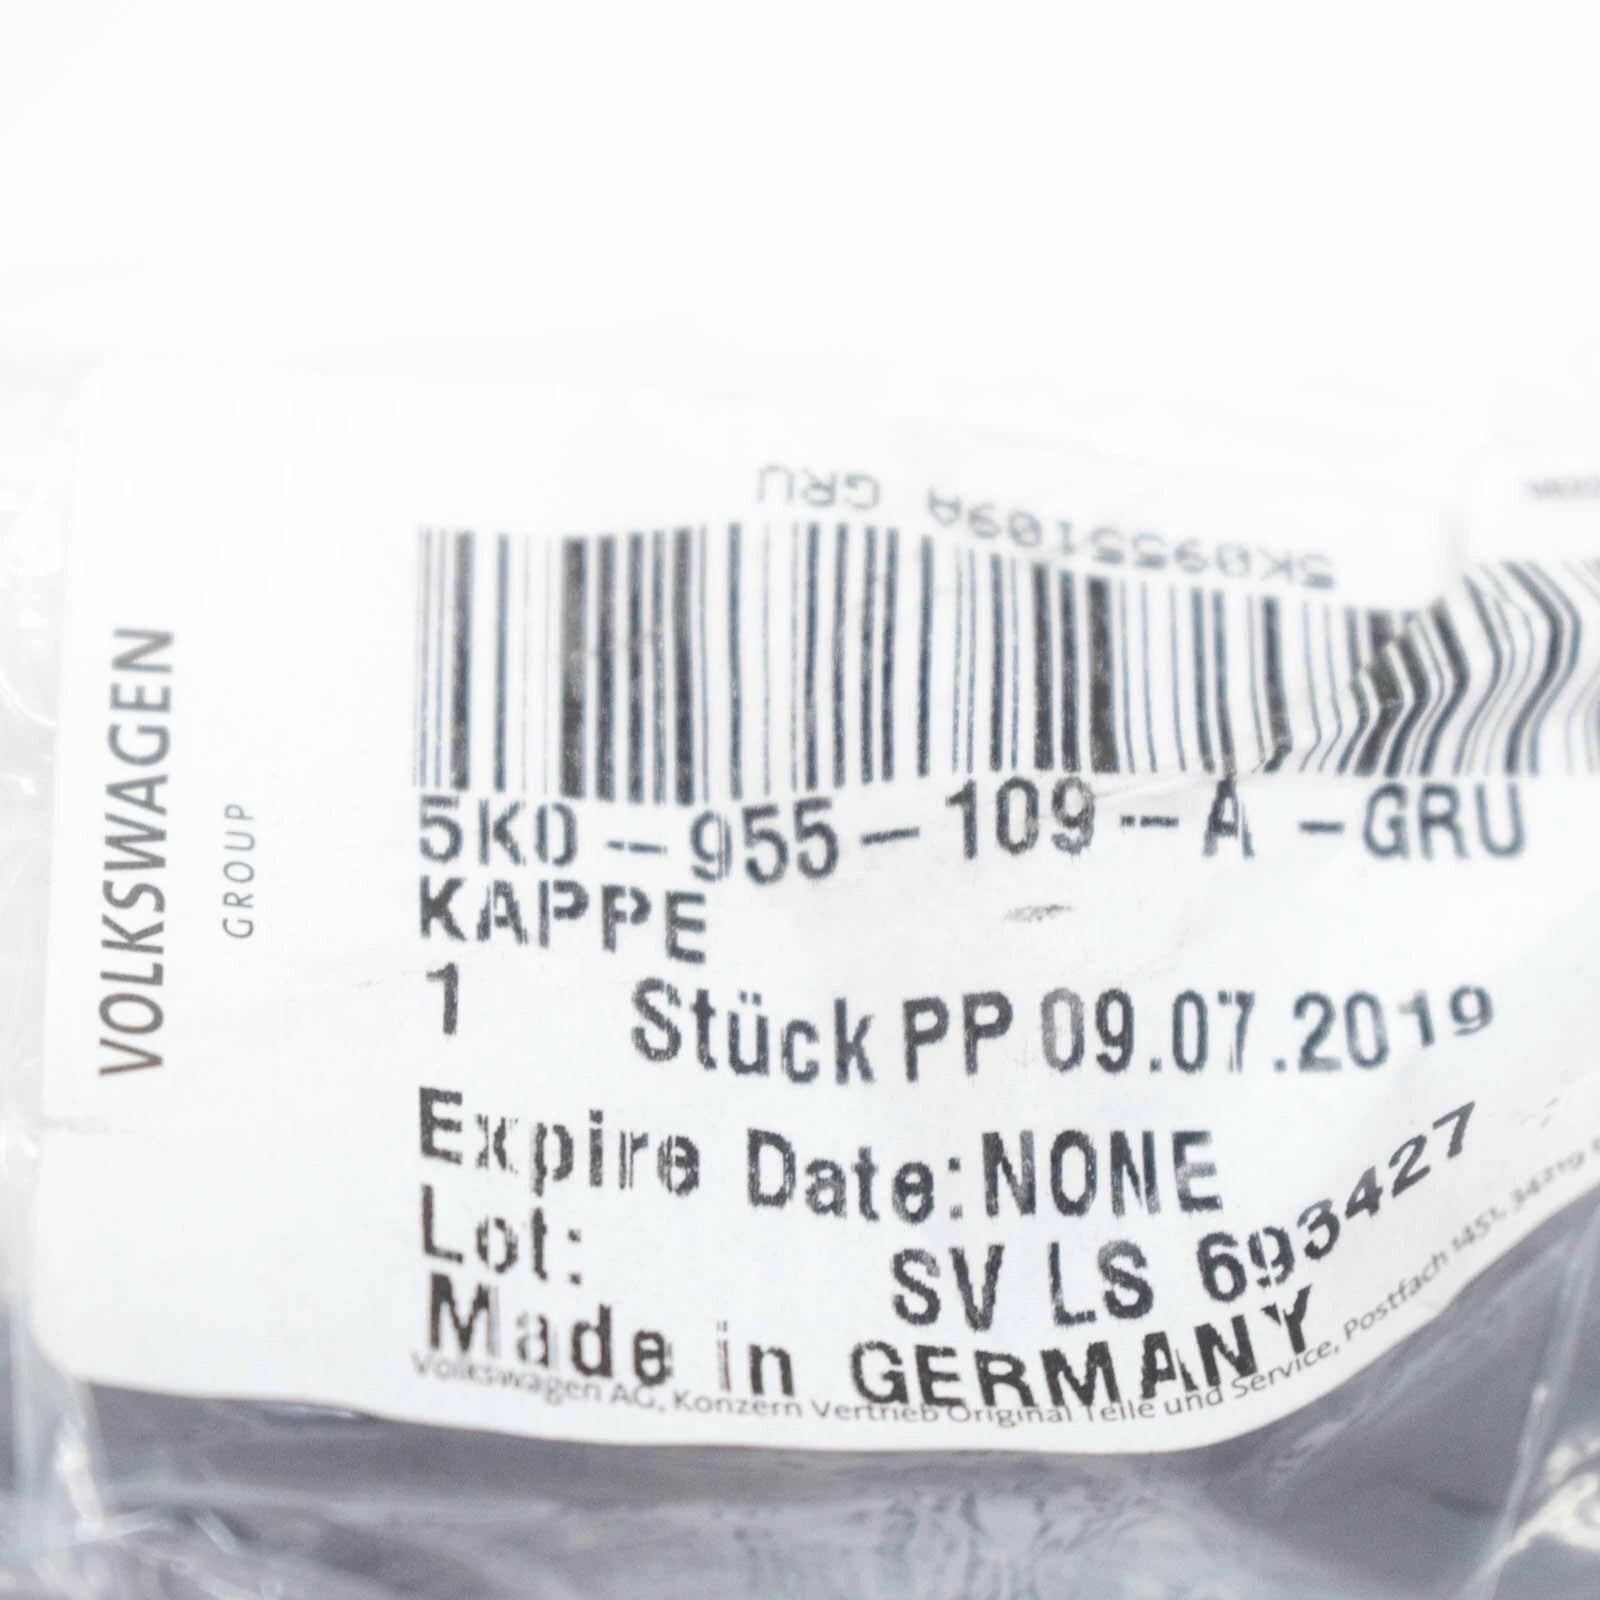 VOLKSWAGEN
GROUP
5K0955109A GRU
5K0-955-109-A -GRU
KAPPE
1 Stück PP 09.07.2019
Expire Date:NONE
Lot: SV LS 693427
Made in GERMANY
Volkswagen AG, Konzern Vertrieb Original Teile und Service, Postfach 1451, 34219